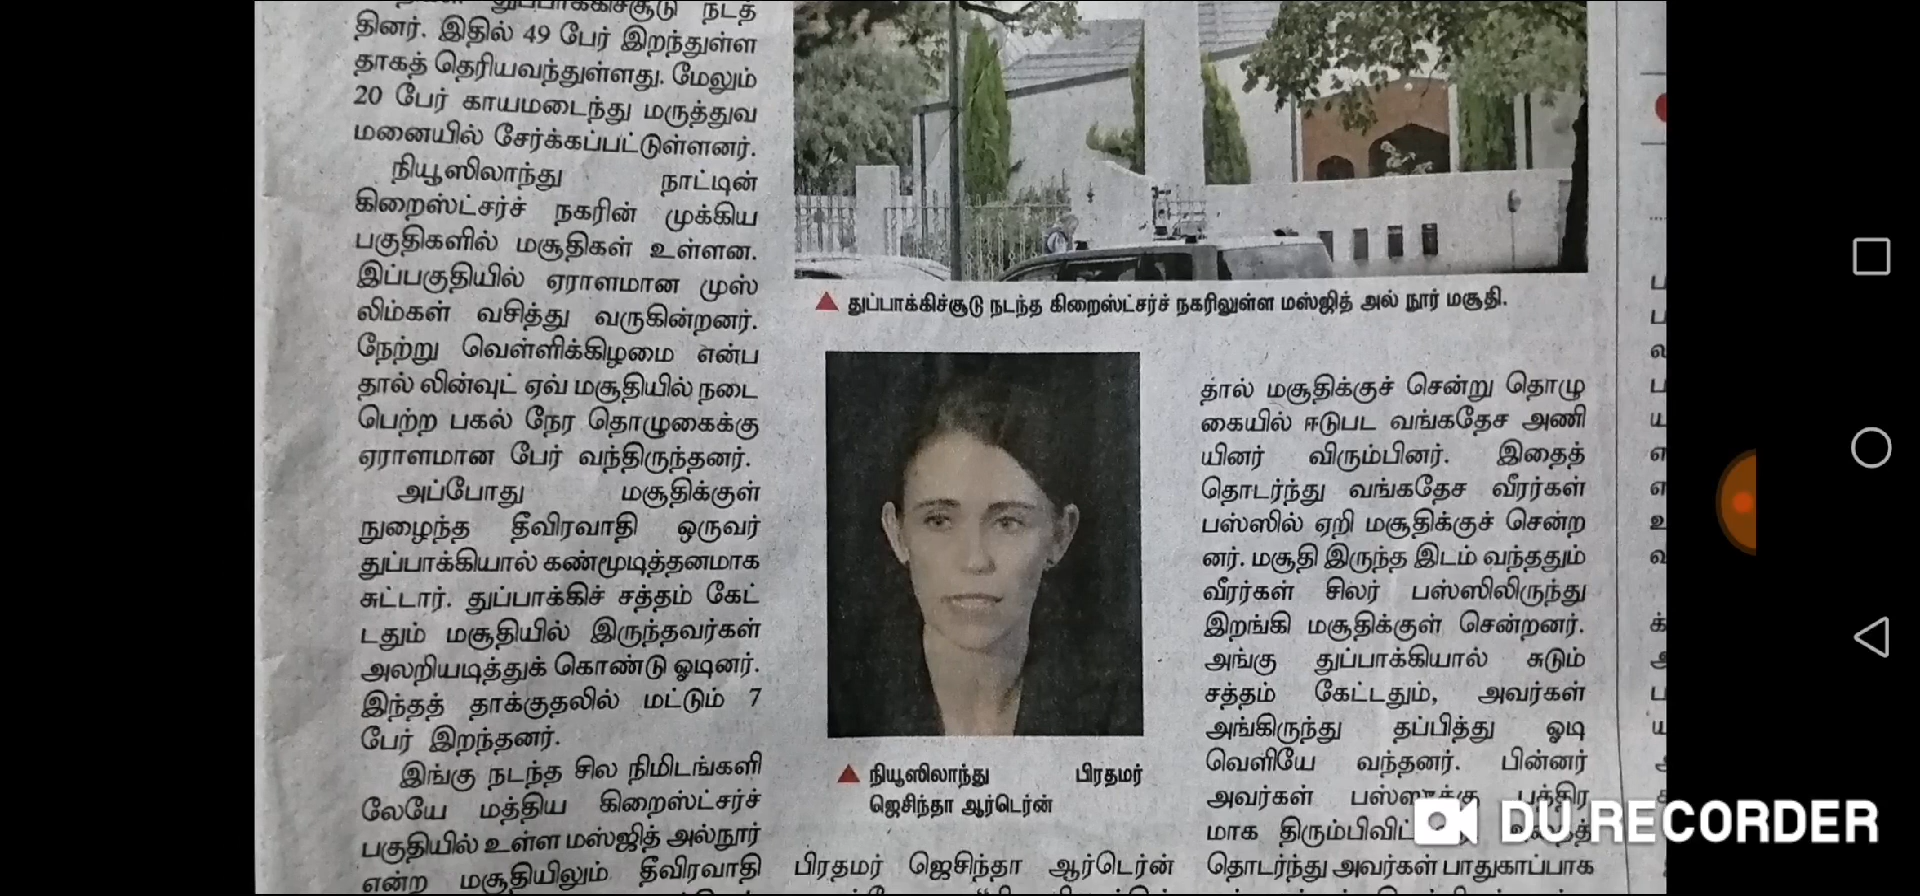 தினர். இதில் 49 பேர் இறந்துள்ள
தாகத் தெரியவந்துள்ளது. மேலும்
20 பேர் காயமடைந்து மருத்துவ
மனையில் சேர்க்கப்பட்டுள்ளனர்.
நியூஸிலாந்து நாட்டின்
கிறைஸ்ட்சர்ச் நகரின் முக்கிய
பகுதிகளில் மசூதிகள் உள்ளன.
இப்பகுதியில் ஏராளமான முஸ்
லிம்கள் வசித்து வருகின்றனர்.
நேற்று வெள்ளிக்கிழமை என்ப
தால் லின்வுட் ஏவ் மசூதியில் நடை
பெற்ற பகல் நேர தொழுகைக்கு
ஏராளமான பேர் வந்திருந்தனர்.
அப்போது மசூதிக்குள்
நுழைந்த தீவிரவாதி ஒருவர்
துப்பாக்கியால் கண்மூடித்தனமாக
சுட்டார். துப்பாக்கிச் சத்தம் கேட்
டதும் மசூதியில் இருந்தவர்கள்
அலறியடித்துக் கொண்டு ஓடினர்.
இந்தத் தாக்குதலில் மட்டும் 7
பேர் இறந்தனர்.
இங்கு நடந்த சில நிமிடங்களி
லேயே மத்திய கிறைஸ்ட்சர்ச்
பகுதியில் உள்ள மஸ்ஜித் அல்நூர்
என்ற மசூதியிலும் தீவிரவாதி
துப்பாக்கிச்சூடு நடந்த கிறைஸ்ட்சர்ச் நகரிலுள்ள மஸ்ஜித் அல் நூர் மசூதி.
நியூஸிலாந்து பிரதமர்
ஜெசிந்தா ஆர்டெர்ன்
பிரதமர் ஜெசிந்தா ஆர்டெர்ன்
தால் மசூதிக்குச் சென்று தொழு
கையில் ஈடுபட வங்கதேச அணி
யினர் விரும்பினர். இதைத்
தொடர்ந்து வங்கதேச வீரர்கள்
பஸ்ஸில் ஏறி மசூதிக்குச் சென்ற
னர். மசூதி இருந்த இடம் வந்ததும்
வீரர்கள் சிலர் பஸ்ஸிலிருந்து
இறங்கி மசூதிக்குள் சென்றனர்.
அங்கு துப்பாக்கியால் சுடும்
சத்தம் கேட்டதும், அவர்கள்
அங்கிருந்து தப்பித்து ஓடி
வெளியே வந்தனர். பின்னர்
அவர்கள் பஸ்ஸுக்கு பத்திர
மாக
தொடர்ந்து அவர்கள் பாதுகாப்பாக
DU RECORDER